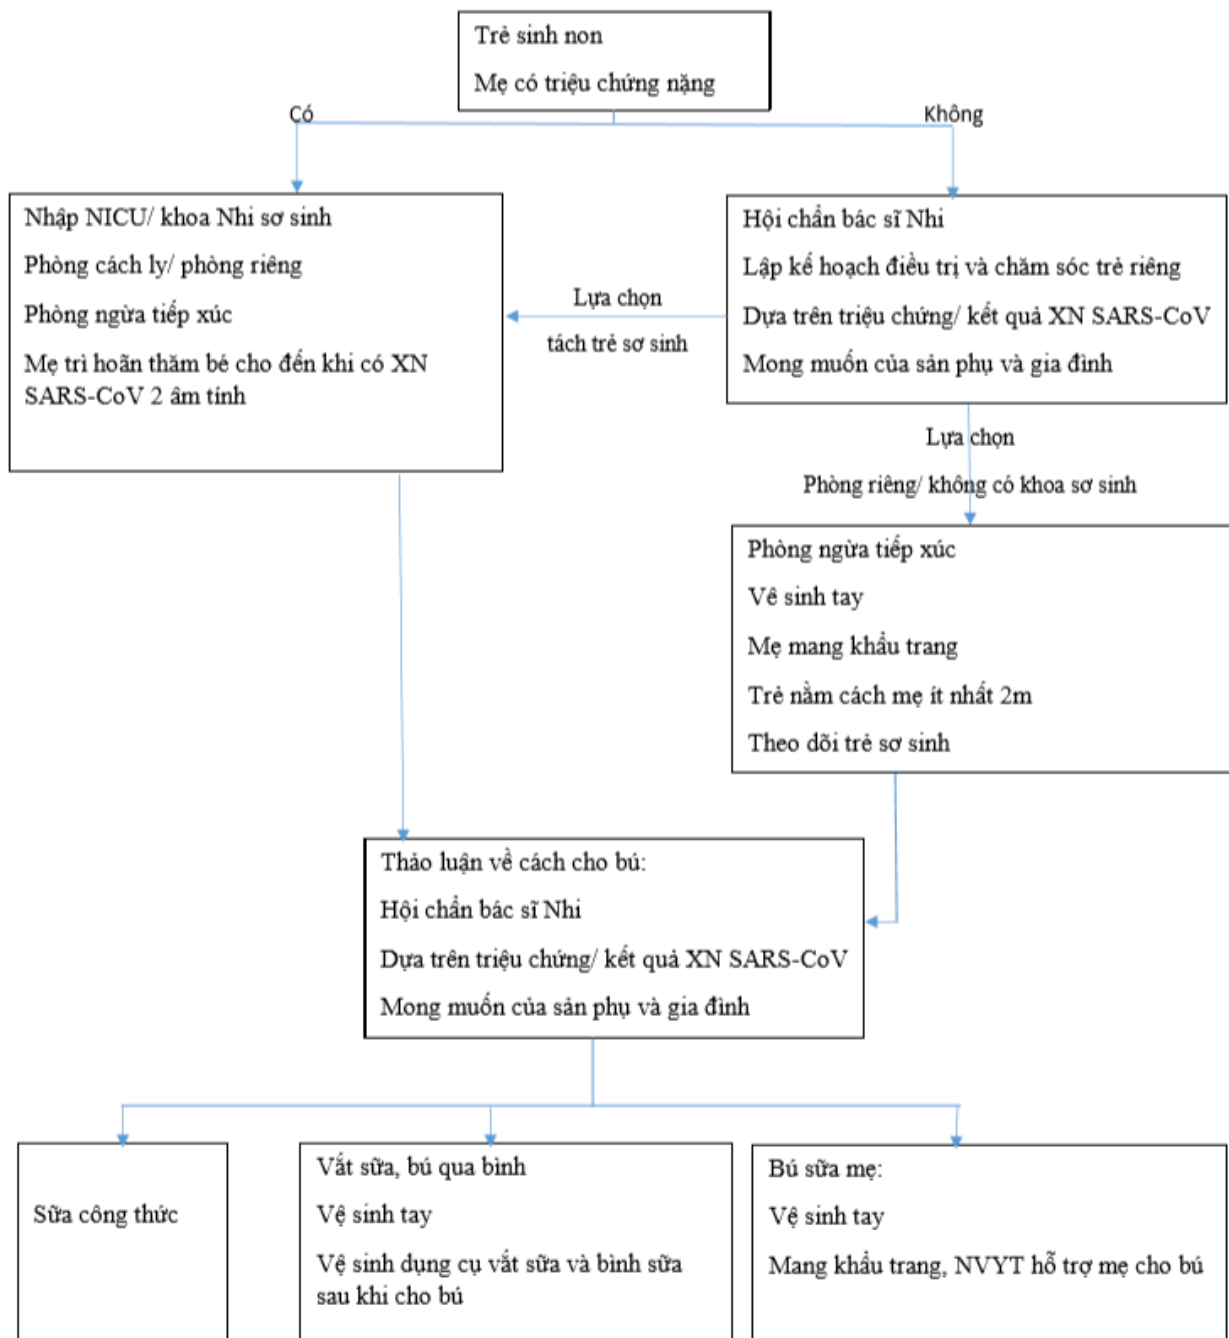 Trẻ sinh non
Mẹ có triệu chứng nặng
Có
Không
Nhập NICU/ khoa Nhi sơ sinh
Phòng cách ly/ phòng riêng
Phòng ngừa tiếp xúc
Mẹ trì hoãn thăm bé cho đến khi có XN
SARS-CoV 2 âm tính
Lựa chọn
tách trẻ sơ sinh
Hội chẩn bác sĩ Nhi
Lập kế hoạch điều trị và chăm sóc trẻ riêng
Dựa trên triệu chứng/ kết quả XN SARS-CoV
Mong muốn của sản phụ và gia đình
Lựa chọn
Phòng riêng/ không có khoa sơ sinh
Phòng ngừa tiếp xúc
Vê sinh tay
Mẹ mang khẩu trang
Trẻ nằm cách mẹ ít nhất 2m
Theo dõi trẻ sơ sinh
Thảo luận về cách cho bú:
Hội chẩn bác sĩ Nhi
Dựa trên triệu chứng/ kết quả XN SARS-CoV
Mong muốn của sản phụ và gia đình
Sữa công thức
Vắt sữa, bú qua bình
Vệ sinh tay
Vệ sinh dụng cụ vắt sữa và bình sữa
sau khi cho bú
Bú sữa mẹ:
Vệ sinh tay
Mang khẩu trang, NVYT hỗ trợ mẹ cho bú